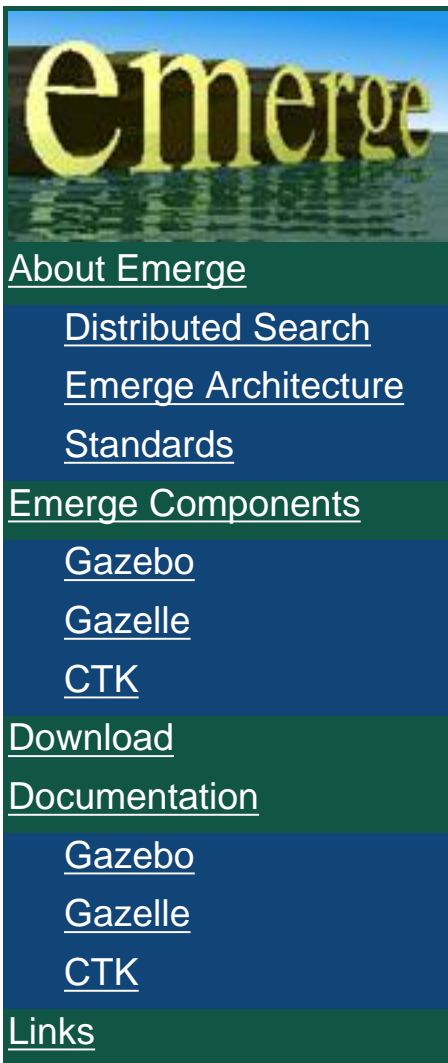 emerge
About Emerge
Distributed Search
Emerge Architecture
Standards
Emerge Components
Gazebo
Gazelle
CTK
Download
Documentation
Gazebo
Gazelle
CTK
Links